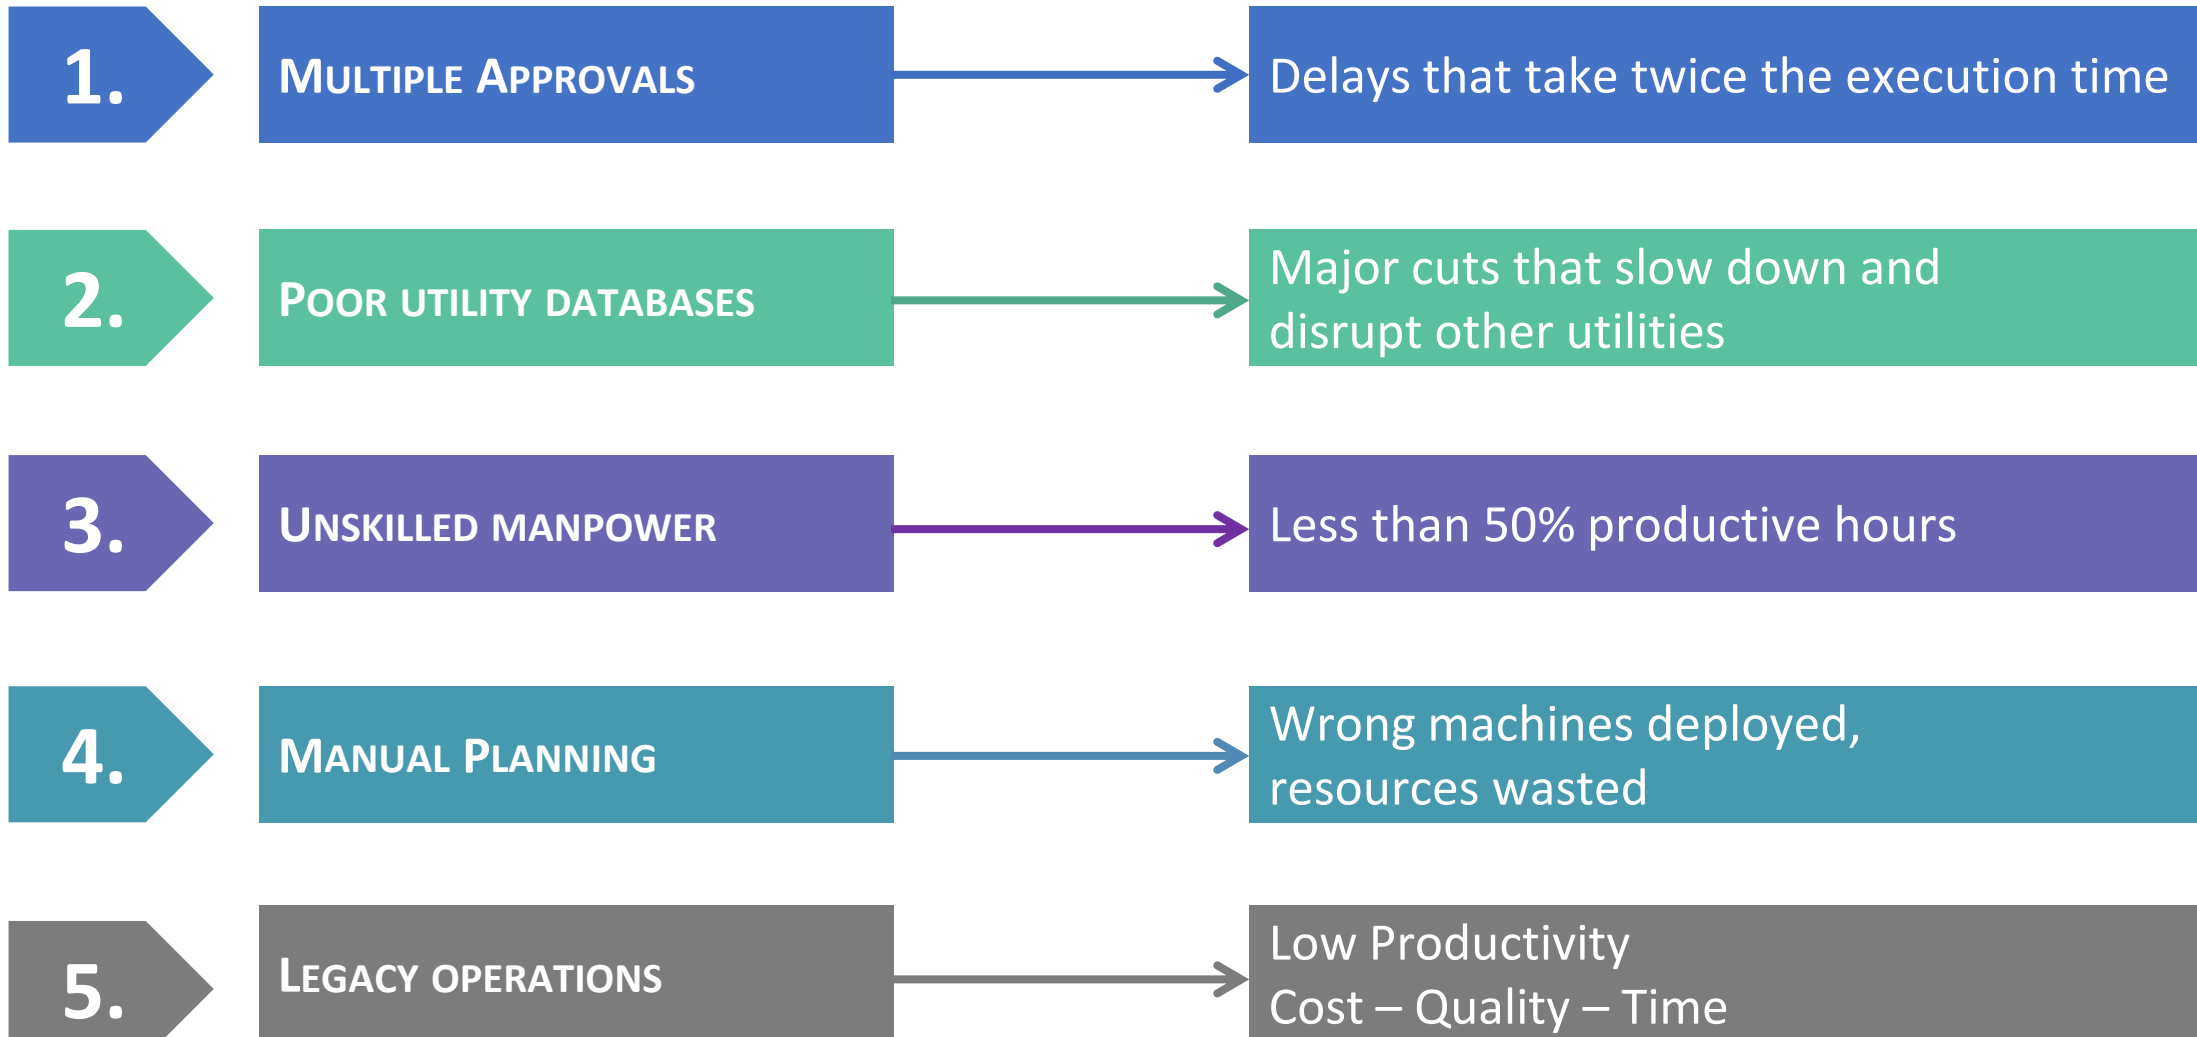 1.
MULTIPLE APPROVALS
Delays that take twice the execution time
2.
POOR UTILITY DATABASES
Major cuts that slow down and
disrupt other utilities
3.
UNSKILLED MANPOWER
Less than 50% productive hours
4.
MANUAL PLANNING
Wrong machines deployed,
resources wasted
5.
LEGACY OPERATIONS
Low Productivity
Cost – Quality – Time